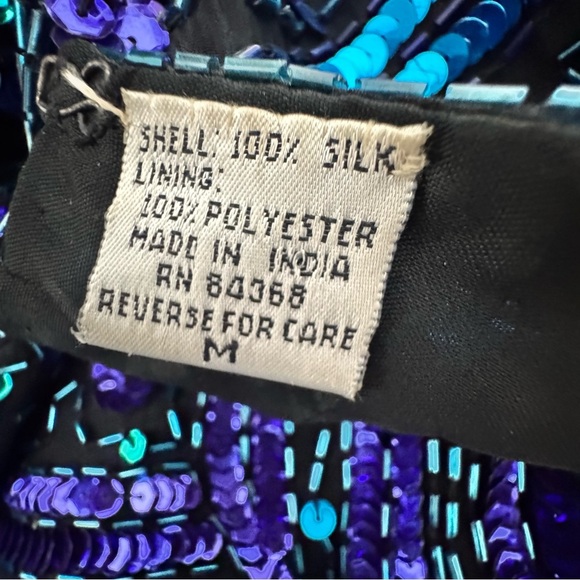 SHELL: 100% SILK
LINING:
100% POLYESTER
MADE IN INDIA
RN 84368
REVERSE FOR CARE
M